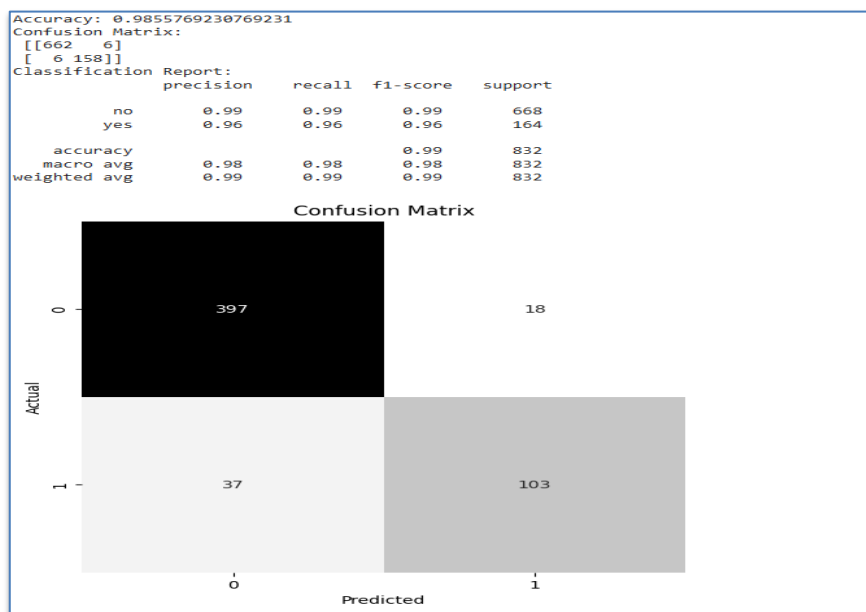 Accuracy: 0.9855769230769231
Confusion Matrix:
[[662 6]
[ 6 158]]
Classification Report:
precision recall f1-score support
no 0.99 0.99 0.99 668
yes 0.96 0.96 0.96 164
accuracy 0.99 832
macro avg 0.98 0.98 0.98 832
weighted avg 0.99 0.99 0.99 832
Confusion Matrix
0 397 18
Actual
1 37 103
0 1
Predicted